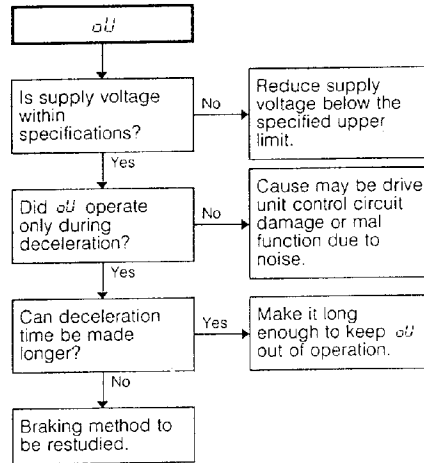 oU
Is supply voltage
within
specifications?
No
Reduce supply
voltage below the
specified upper
limit.
Yes
Did oU operate
only during
deceleration?
No
Cause may be drive
unit control circuit
damage or mal
function due to
noise.
Yes
Can deceleration
time be made
longer?
Yes
Make it long
enough to keep oU
out of operation.
No
Braking method to
be restudied.